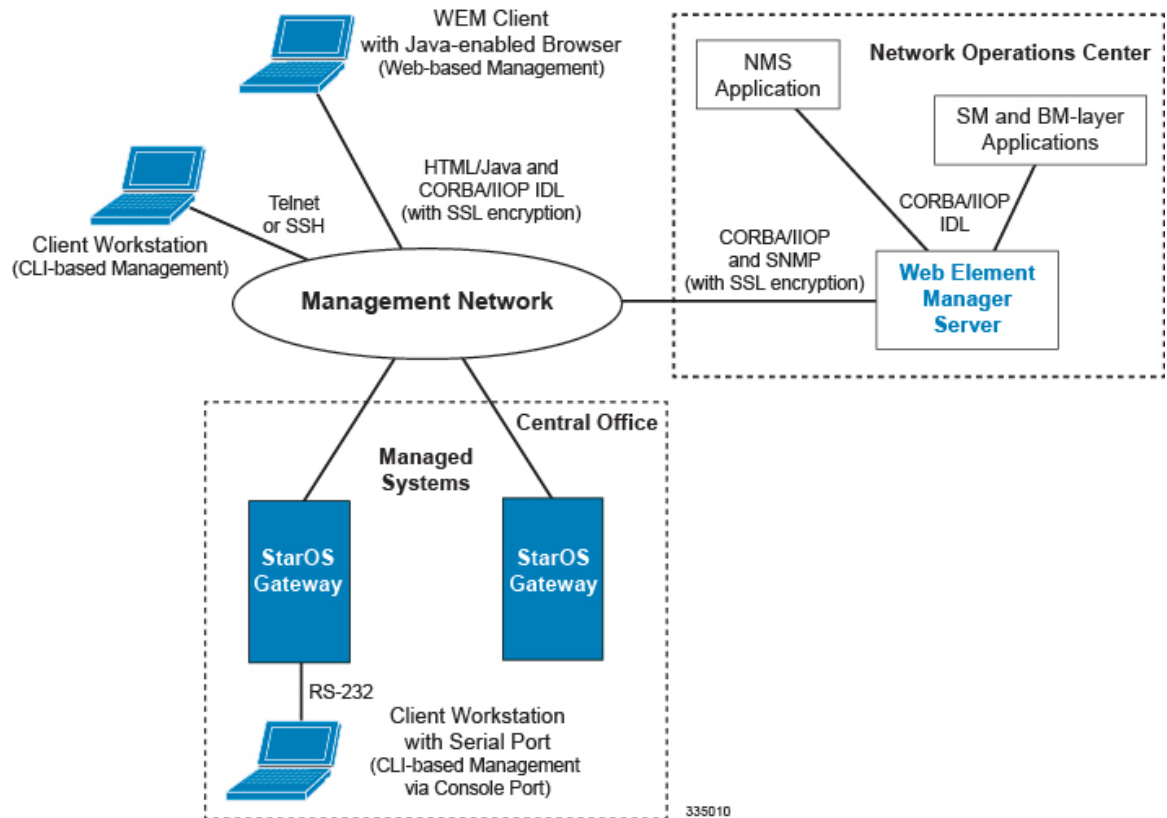 WEM Client
with Java-enabled Browser
(Web-based Management)
Network Operations Center
NMS
Application
SM and BM-layer
Applications
HTML/Java and
CORBA/IIOP IDL
(with SSL encryption)
Telnet
or SSH
Client Workstation
(CLI-based Management)
CORBA/IIOP
IDL
CORBA/IIOP
and SNMP
(with SSL encryption)
Web Element
Manager
Server
Management Network
Central Office
Managed
Systems
StarOS
Gateway
StarOS
Gateway
RS-232
Client Workstation
with Serial Port
(CLI-based Management
via Console Port)
335010